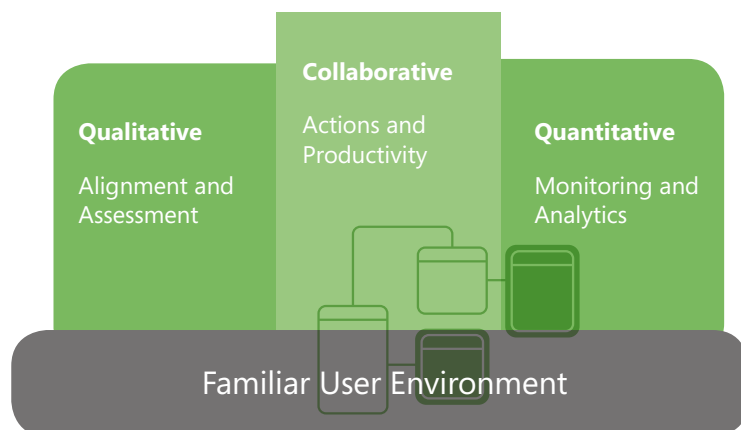 Qualitative
Alignment and
Assessment
Collaborative
Actions and
Productivity
Quantitative
Monitoring and
Analytics
Familiar User Environment